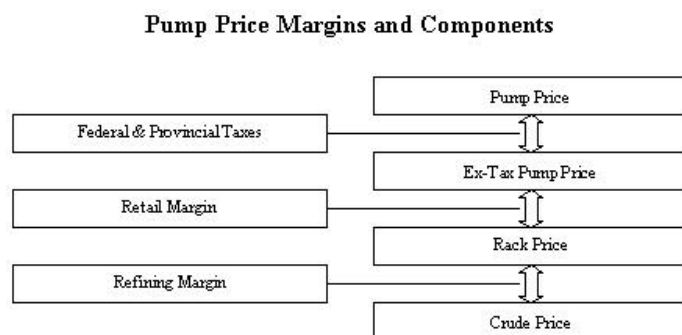 Pump Price Margins and Components
Pump Price
Federal & Provincial Taxes
Ex-Tax Pump Price
Retail Margin
Rack Price
Refining Margin
Crude Price